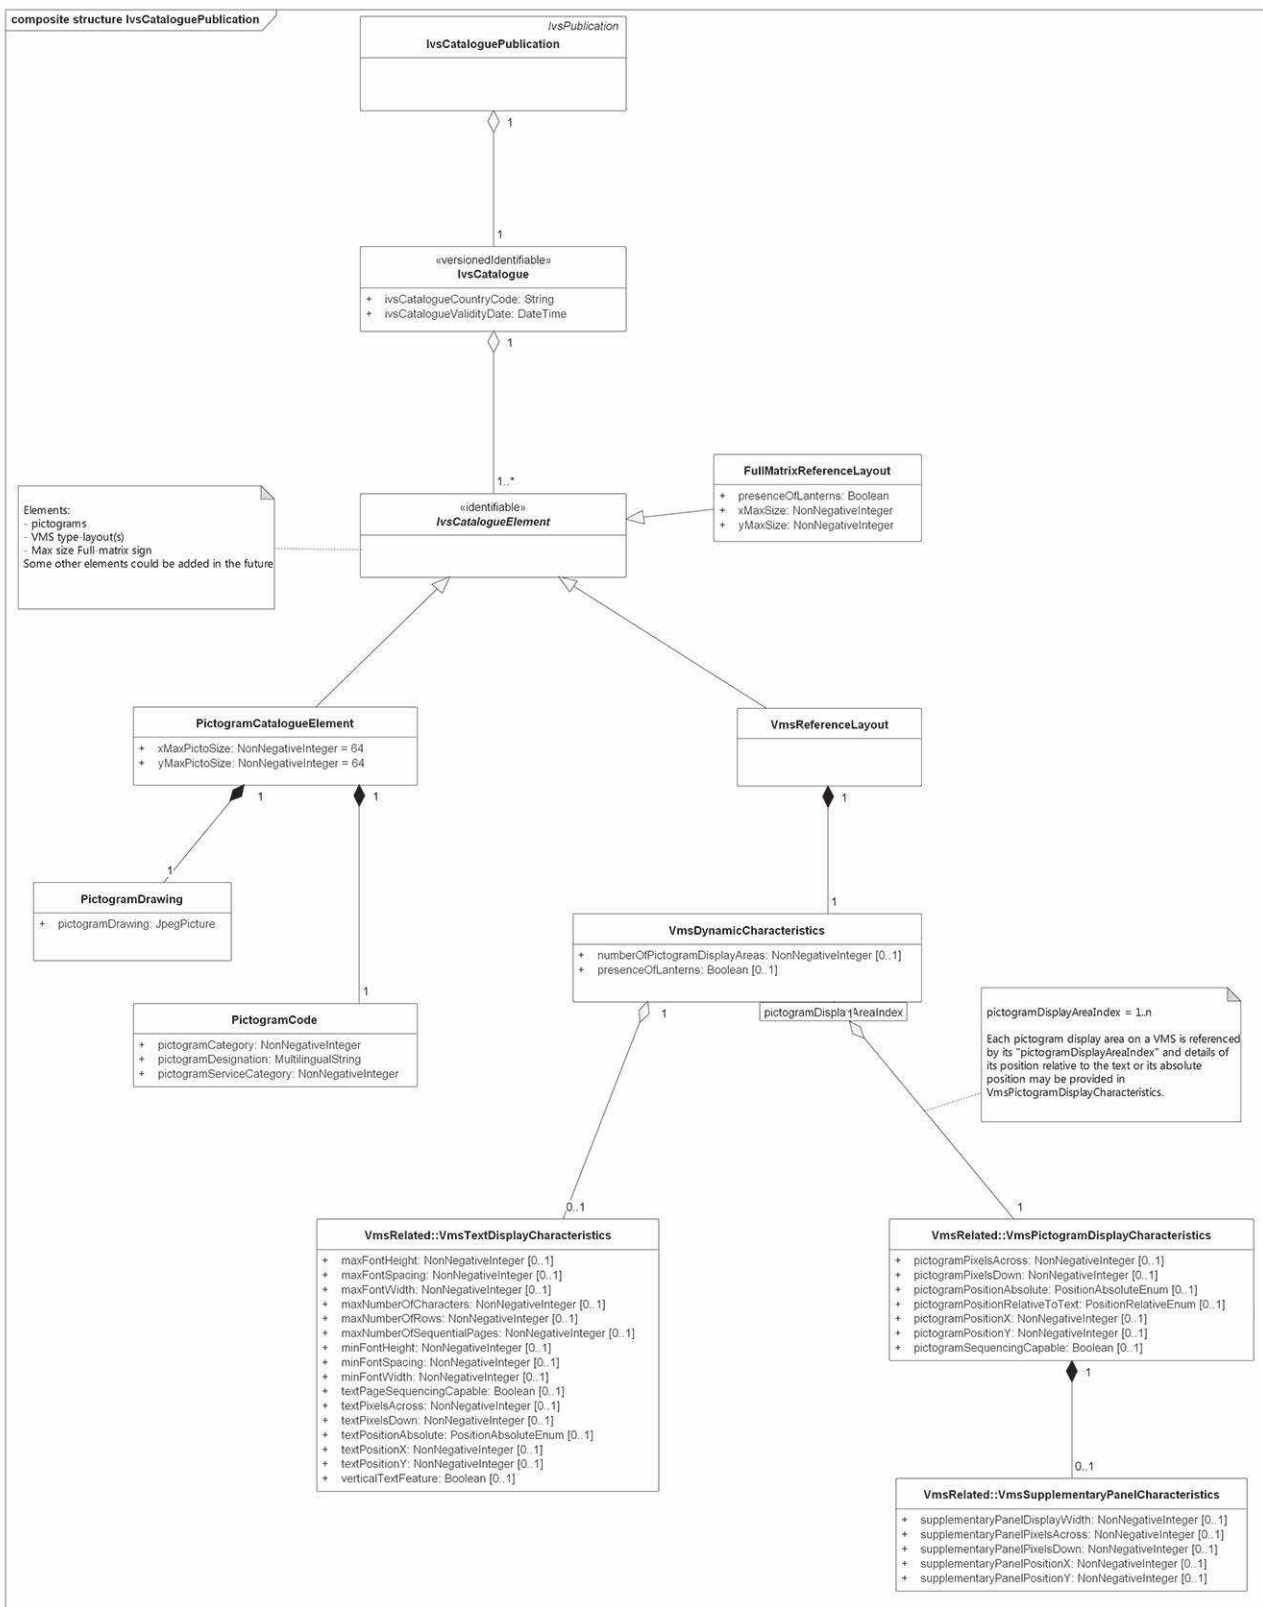 composite structure IvsCataloguePublication
IvsPublication
IvsCataloguePublication
1
1
«versionedIdentifiable»
IvsCatalogue
+ ivsCatalogueCountryCode: String
+ ivsCatalogueValidityDate: DateTime
1
1..*
FullMatrixReferenceLayout
+ presenceOfLanterns: Boolean
+ xMaxSize: NonNegativeInteger
+ yMaxSize: NonNegativeInteger
«identifiable»
IvsCatalogueElement
Elements:
- pictograms
- VMS type-layout(s)
- Max size Full-matrix sign
Some other elements could be added in the future
PictogramCatalogueElement
+ xMaxPictoSize: NonNegativeInteger = 64
+ yMaxPictoSize: NonNegativeInteger = 64
VmsReferenceLayout
1
1
1
1
PictogramDrawing
+ pictogramDrawing: JpegPicture
1
VmsDynamicCharacteristics
+ numberOfPictogramDisplayAreas: NonNegativeInteger [0..1]
+ presenceOfLanterns: Boolean [0..1]
1
PictogramCode
+ pictogramCategory: NonNegativeInteger
+ pictogramDesignation: MultilingualString
+ pictogramServiceCategory: NonNegativeInteger
1
pictogramDisplayAreaIndex
1
pictogramDisplayAreaIndex = 1..n
Each pictogram display area on a VMS is referenced
by its "pictogramDisplayAreaIndex" and details of
its position relative to the text or its absolute
position may be provided in
VmsPictogramDisplayCharacteristics.
0..1
1
VmsRelated::VmsTextDisplayCharacteristics
+ maxFontHeight: NonNegativeInteger [0..1]
+ maxFontSpacing: NonNegativeInteger [0..1]
+ maxFontWidth: NonNegativeInteger [0..1]
+ maxNumberOfCharacters: NonNegativeInteger [0..1]
+ maxNumberOfRows: NonNegativeInteger [0..1]
+ maxNumberOfSequentialPages: NonNegativeInteger [0..1]
+ minFontHeight: NonNegativeInteger [0..1]
+ minFontSpacing: NonNegativeInteger [0..1]
+ minFontWidth: NonNegativeInteger [0..1]
+ textPageSequencingCapable: Boolean [0..1]
+ textPixelsAcross: NonNegativeInteger [0..1]
+ textPixelsDown: NonNegativeInteger [0..1]
+ textPositionAbsolute: PositionAbsoluteEnum [0..1]
+ textPositionX: NonNegativeInteger [0..1]
+ textPositionY: NonNegativeInteger [0..1]
+ verticalTextFeature: Boolean [0..1]
VmsRelated::VmsPictogramDisplayCharacteristics
+ pictogramPixelsAcross: NonNegativeInteger [0..1]
+ pictogramPixelsDown: NonNegativeInteger [0..1]
+ pictogramPositionAbsolute: PositionAbsoluteEnum [0..1]
+ pictogramPositionRelativeToText: PositionRelativeEnum [0..1]
+ pictogramPositionX: NonNegativeInteger [0..1]
+ pictogramPositionY: NonNegativeInteger [0..1]
+ pictogramSequencingCapable: Boolean [0..1]
1
0..1
VmsRelated::VmsSupplementaryPanelCharacteristics
+ supplementaryPanelDisplayWidth: NonNegativeInteger [0..1]
+ supplementaryPanelPixelsAcross: NonNegativeInteger [0..1]
+ supplementaryPanelPixelsDown: NonNegativeInteger [0..1]
+ supplementaryPanelPositionX: NonNegativeInteger [0..1]
+ supplementaryPanelPositionY: NonNegativeInteger [0..1]